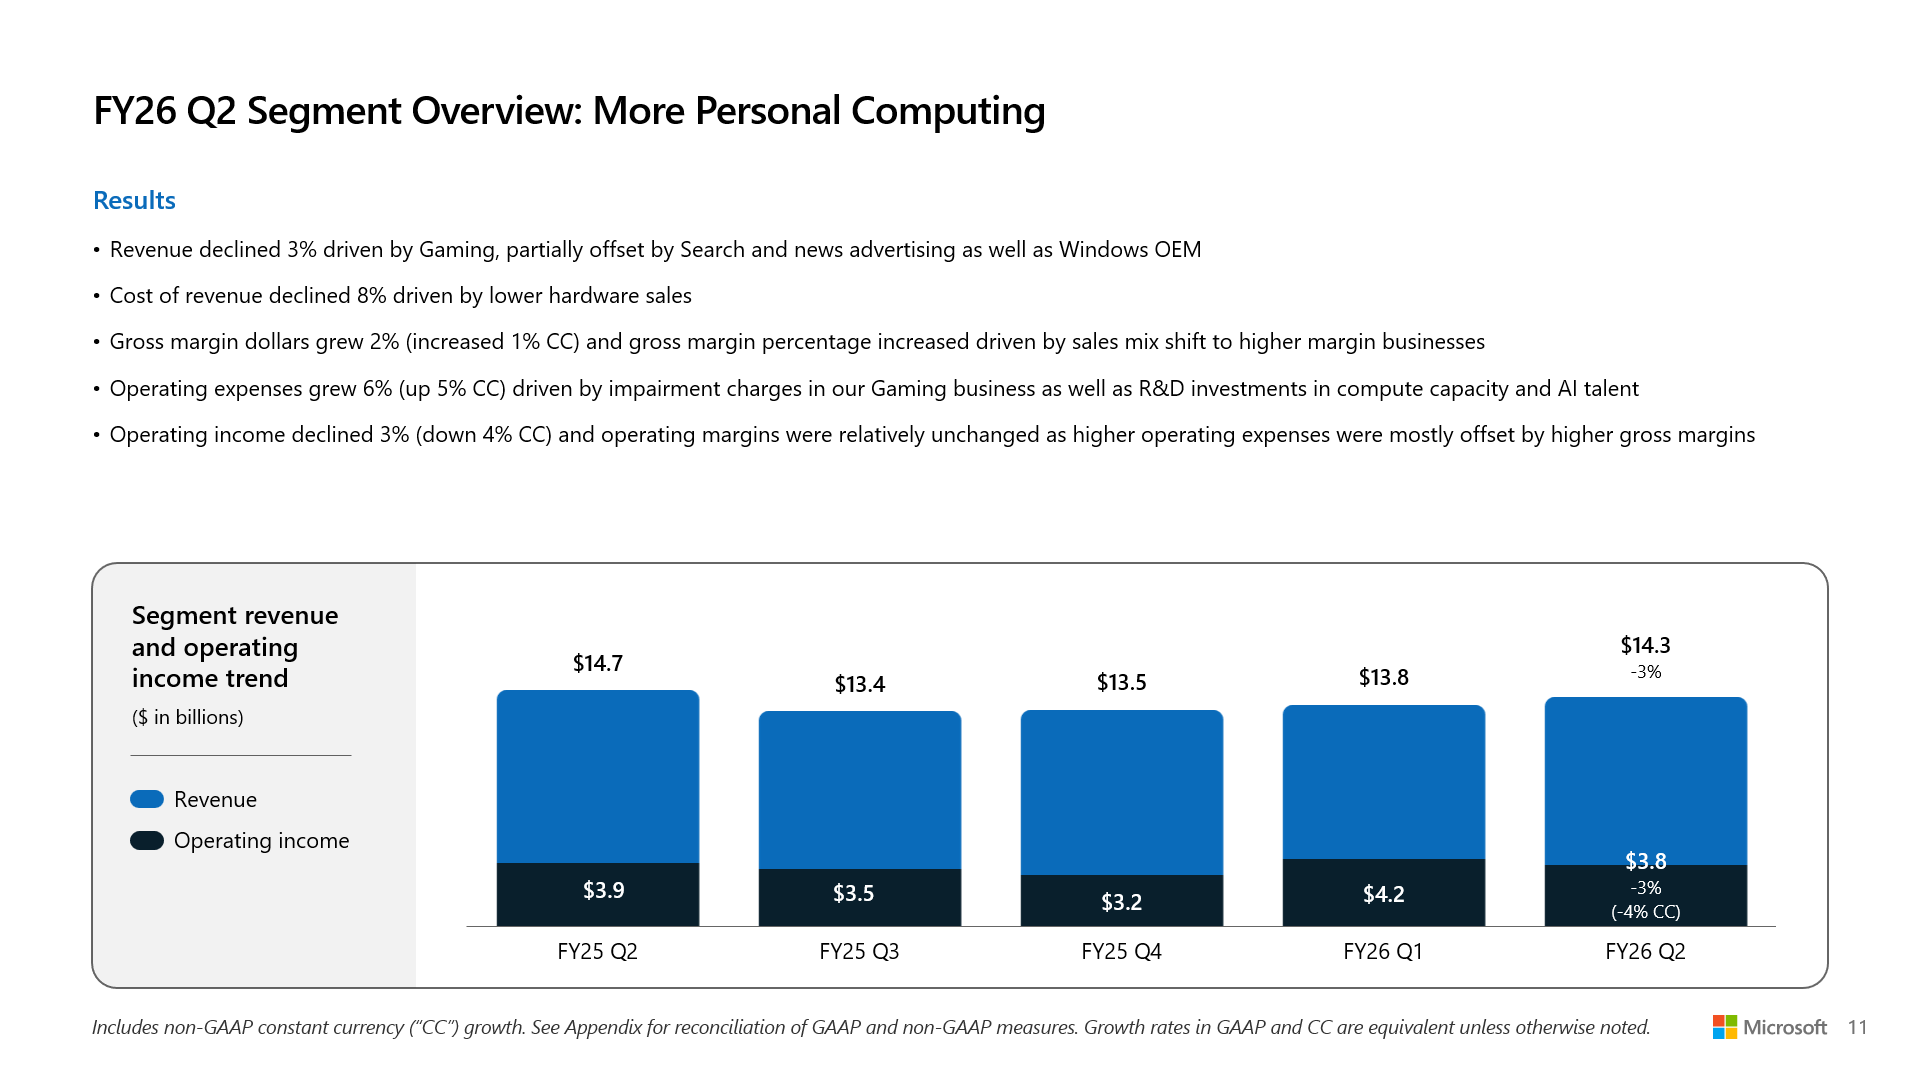 FY26 Q2 Segment Overview: More Personal Computing
Results
• Revenue declined 3% driven by Gaming, partially offset by Search and news advertising as well as Windows OEM
• Cost of revenue declined 8% driven by lower hardware sales
• Gross margin dollars grew 2% (increased 1% CC) and gross margin percentage increased driven by sales mix shift to higher margin businesses
• Operating expenses grew 6% (up 5% CC) driven by impairment charges in our Gaming business as well as R&D investments in compute capacity and AI talent
• Operating income declined 3% (down 4% CC) and operating margins were relatively unchanged as higher operating expenses were mostly offset by higher gross margins
Segment revenue
and operating
income trend
($ in billions)
Revenue
Operating income
$14.7
$13.4
$13.5
$13.8
$14.3
-3%
$3.9
$3.5
$3.2
$4.2
$3.8
-3%
(-4% CC)
FY25 Q2
FY25 Q3
FY25 Q4
FY26 Q1
FY26 Q2
Includes non-GAAP constant currency (“CC”) growth. See Appendix for reconciliation of GAAP and non-GAAP measures. Growth rates in GAAP and CC are equivalent unless otherwise noted.
Microsoft
11